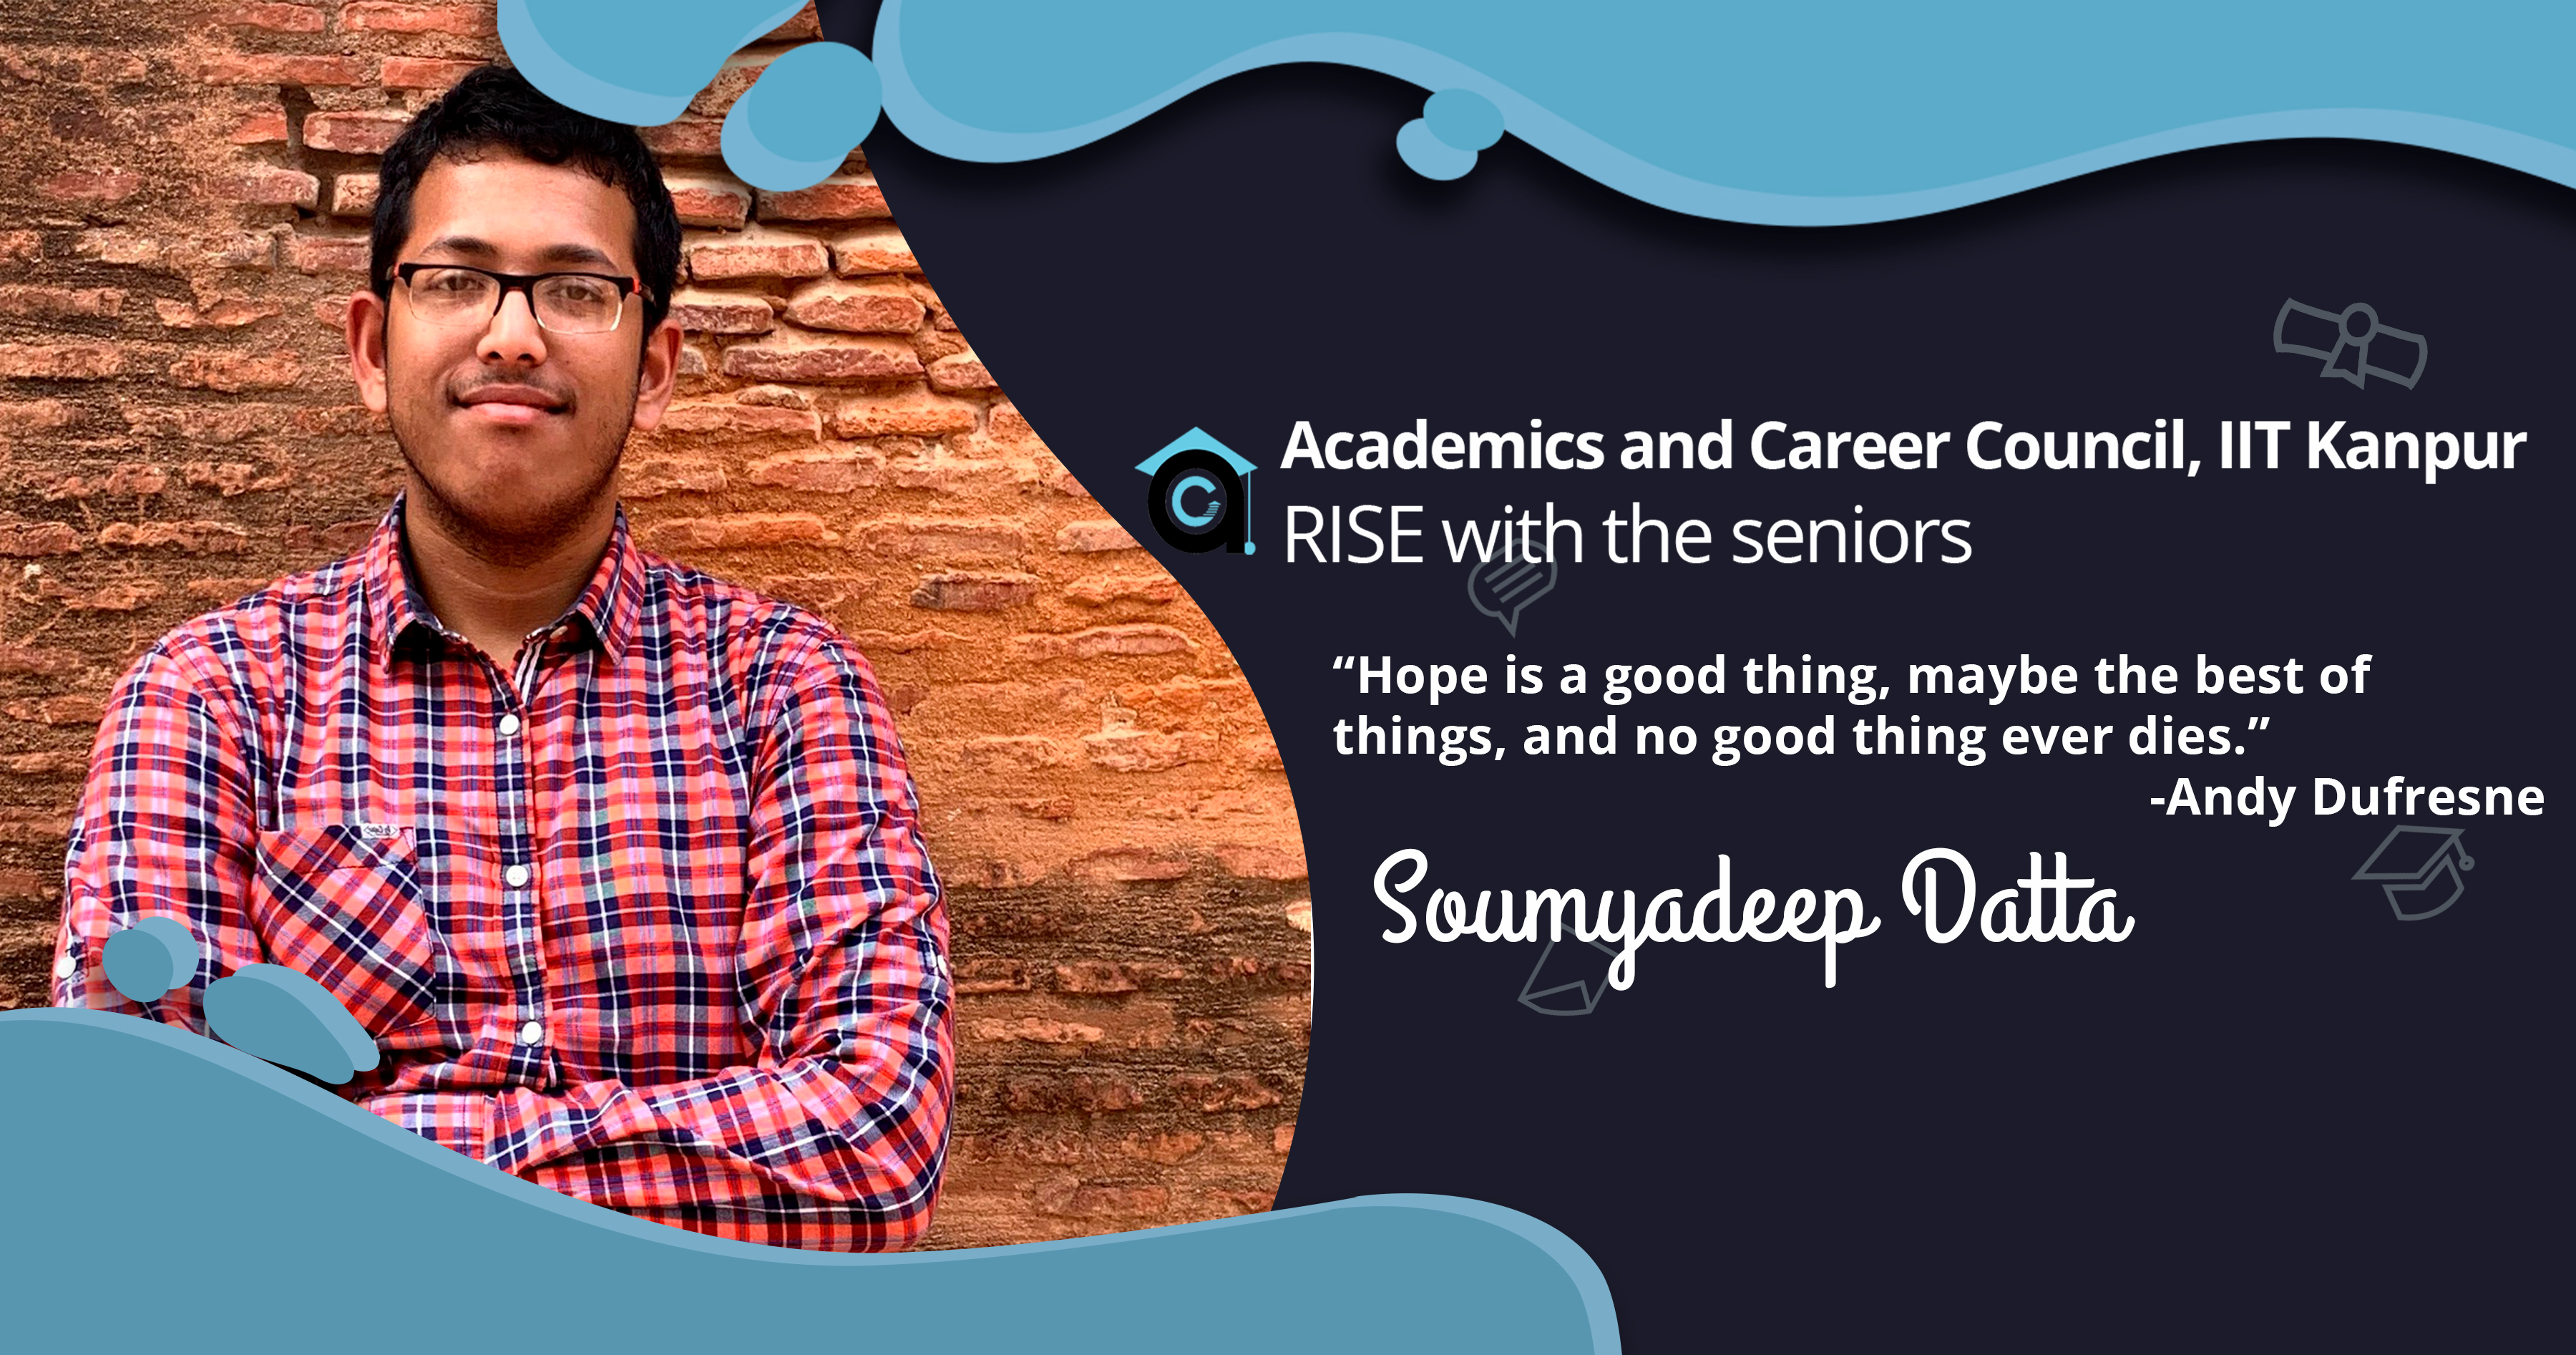 Academics and Career Council, IIT Kanpur
RISE with the seniors
“Hope is a good thing, maybe the best of
things, and no good thing ever dies.”
-Andy Dufresne
Soumyadeep Datta